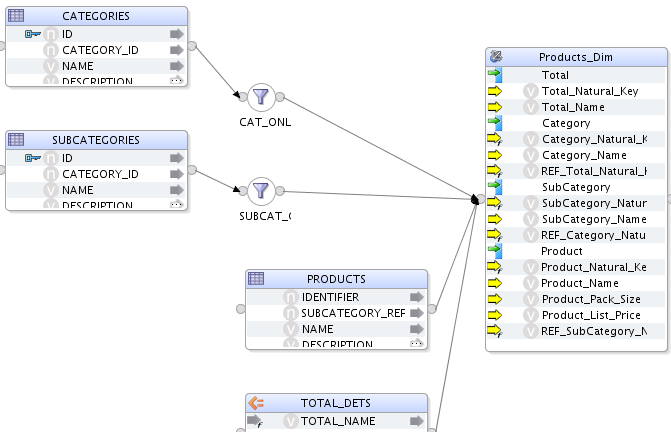 CATEGORIES
ID
CATEGORY_ID
NAME
DESCRIPTION
CAT_ONL
SUBCATEGORIES
ID
CATEGORY_ID
NAME
DESCRIPTION
SUBCAT_
PRODUCTS
IDENTIFIER
SUBCATEGORY_REF
NAME
DESCRIPTION
TOTAL_DETS
TOTAL_NAME
Products_Dim
Total
Total_Natural_Key
Total_Name
Category
Category_Natural_K
Category_Name
REF_Total_Natural_
SubCategory
SubCategory_Natur
SubCategory_Name
REF_Category_Natu
Product
Product_Natural_Ke
Product_Name
Product_Pack_Size
Product_List_Price
REF_SubCategory_N